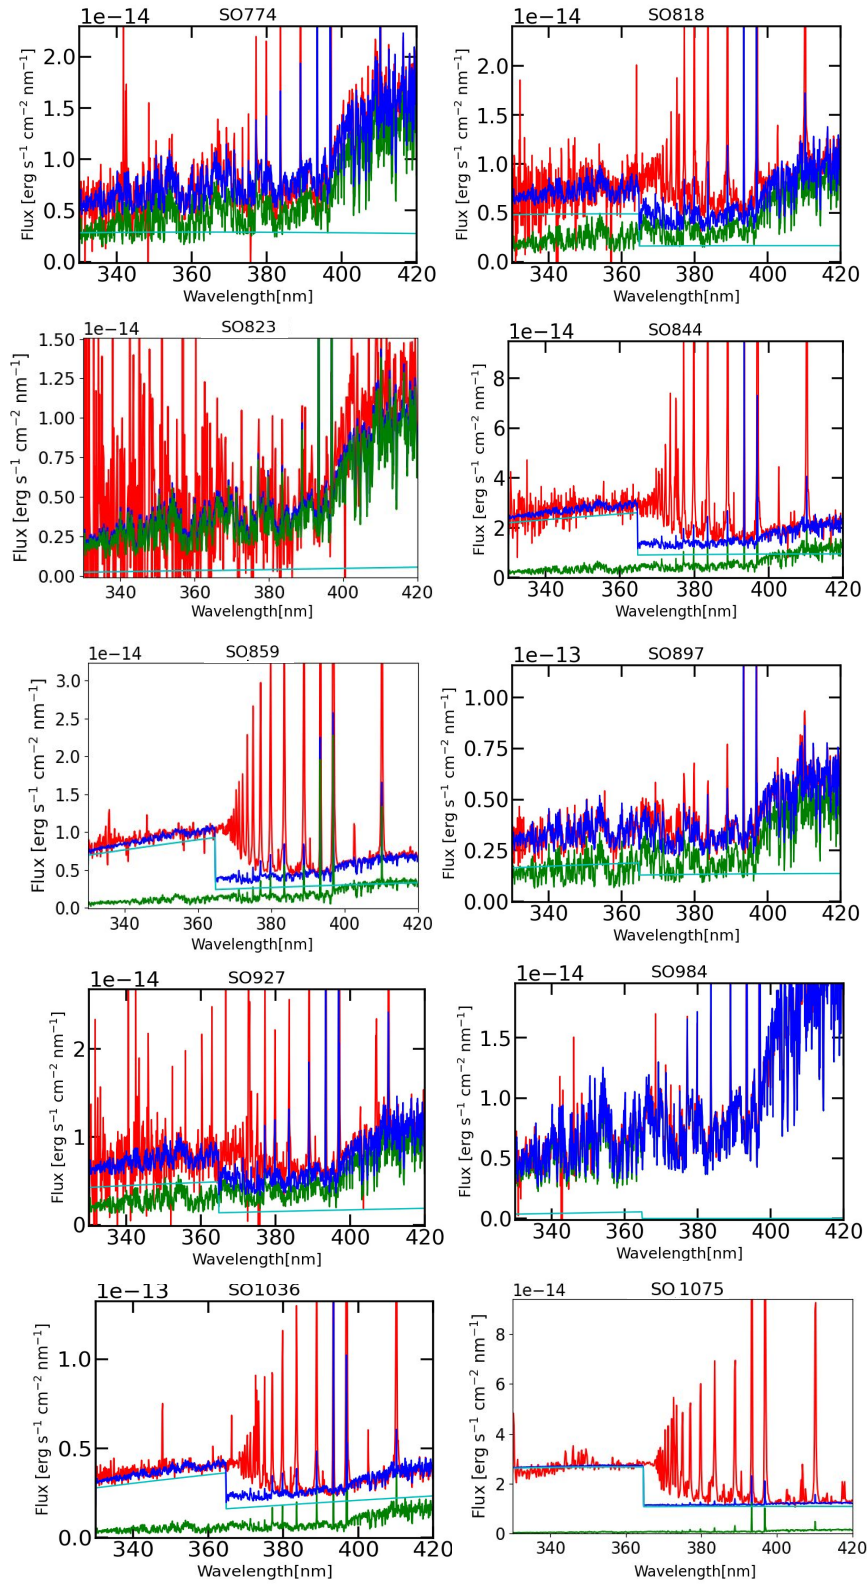 1e−14 SO774
Flux [erg s⁻¹ cm⁻² nm⁻¹]
2.0
1.5
1.0
0.5
0.0
340 360 380 400 420
Wavelength[nm]
1e−14 SO818
Flux [erg s⁻¹ cm⁻² nm⁻¹]
2.0
1.5
1.0
0.5
0.0
340 360 380 400 420
Wavelength[nm]
1e−14 SO823
Flux [erg s⁻¹ cm⁻² nm⁻¹]
1.50
1.25
1.00
0.75
0.50
0.25
0.00
340 360 380 400 420
Wavelength[nm]
1e−14 SO844
Flux [erg s⁻¹ cm⁻² nm⁻¹]
8
6
4
2
0
340 360 380 400 420
Wavelength[nm]
1e−14 SO859
Flux [erg s⁻¹ cm⁻² nm⁻¹]
3.0
2.5
2.0
1.5
1.0
0.5
0.0
340 360 380 400 420
Wavelength[nm]
1e−13 SO897
Flux [erg s⁻¹ cm⁻² nm⁻¹]
1.00
0.75
0.50
0.25
0.00
340 360 380 400 420
Wavelength[nm]
1e−14 SO927
Flux [erg s⁻¹ cm⁻² nm⁻¹]
2
1
0
340 360 380 400 420
Wavelength[nm]
1e−14 SO984
Flux [erg s⁻¹ cm⁻² nm⁻¹]
1.5
1.0
0.5
0.0
340 360 380 400 420
Wavelength[nm]
1e−13 SO1036
Flux [erg s⁻¹ cm⁻² nm⁻¹]
1.0
0.5
0.0
340 360 380 400 420
Wavelength[nm]
1e−14 SO1075
Flux [erg s⁻¹ cm⁻² nm⁻¹]
8
6
4
2
0
340 360 380 400 420
Wavelength[nm]